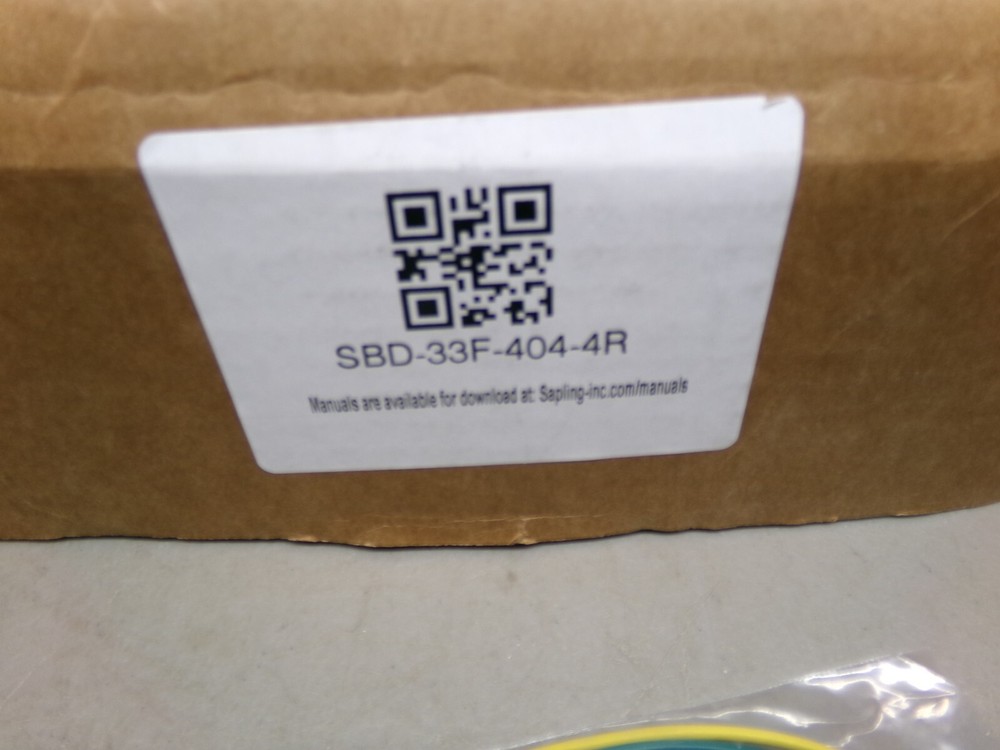 SBD-33F-404-4R
Manuals are available for download at: Sapling-inc.com/manuals